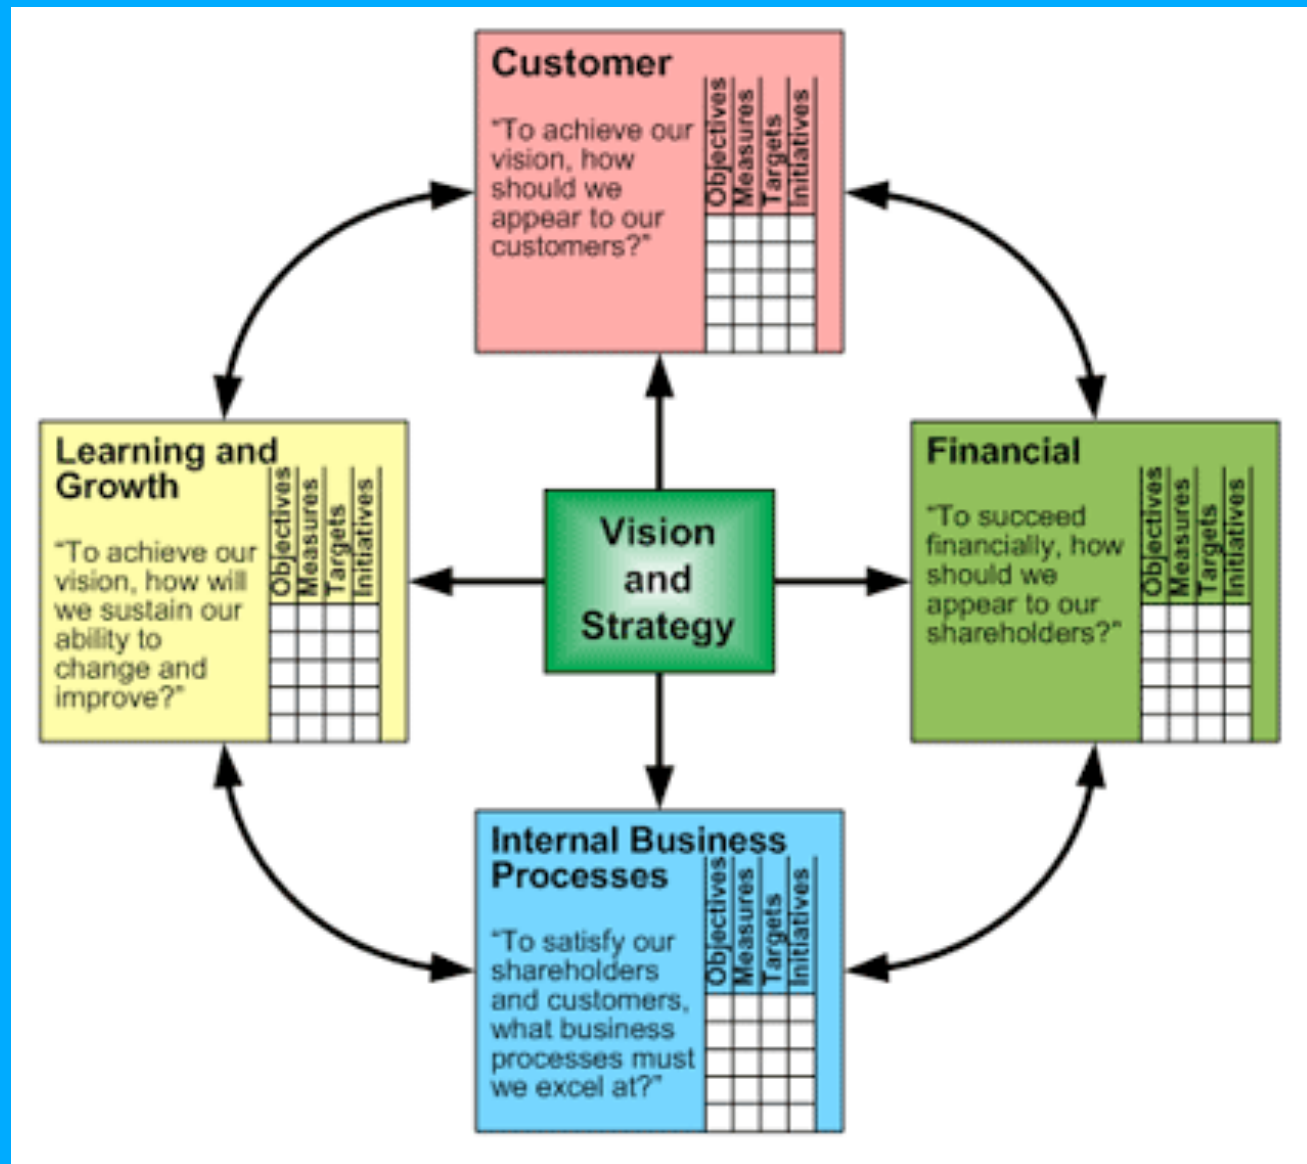 Customer
“To achieve our
vision, how
should we
appear to our
customers?”
Objectives
Measures
Targets
Initiatives
Learning and
Growth
“To achieve our
vision, how will
we sustain our
ability to
change and
improve?”
Objectives
Measures
Targets
Initiatives
Vision
and
Strategy
Financial
“To succeed
financially, how
should we
appear to our
shareholders?”
Objectives
Measures
Targets
Initiatives
Internal Business
Processes
“To satisfy our
shareholders
and customers,
what business
processes must
we excel at?”
Objectives
Measures
Targets
Initiatives